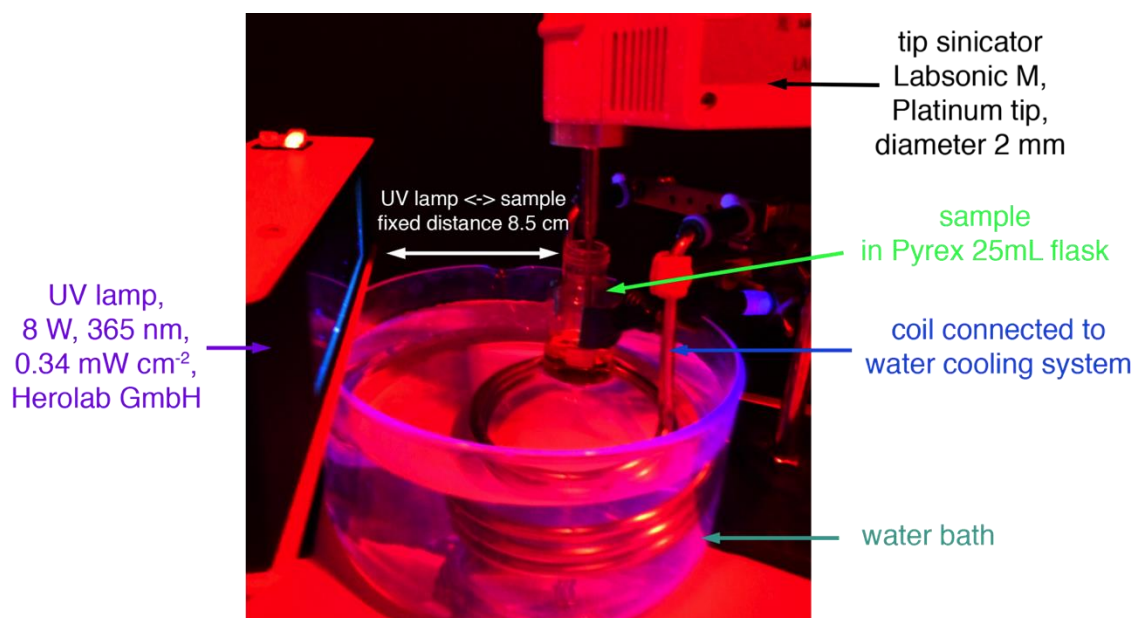 tip sinicator
Labsonic M,
Platinum tip,
diameter 2 mm
UV lamp <-> sample
fixed distance 8.5 cm
sample
in Pyrex 25mL flask
UV lamp,
8 W, 365 nm,
0.34 mW cm⁻²,
Herolab GmbH
coil connected to
water cooling system
water bath